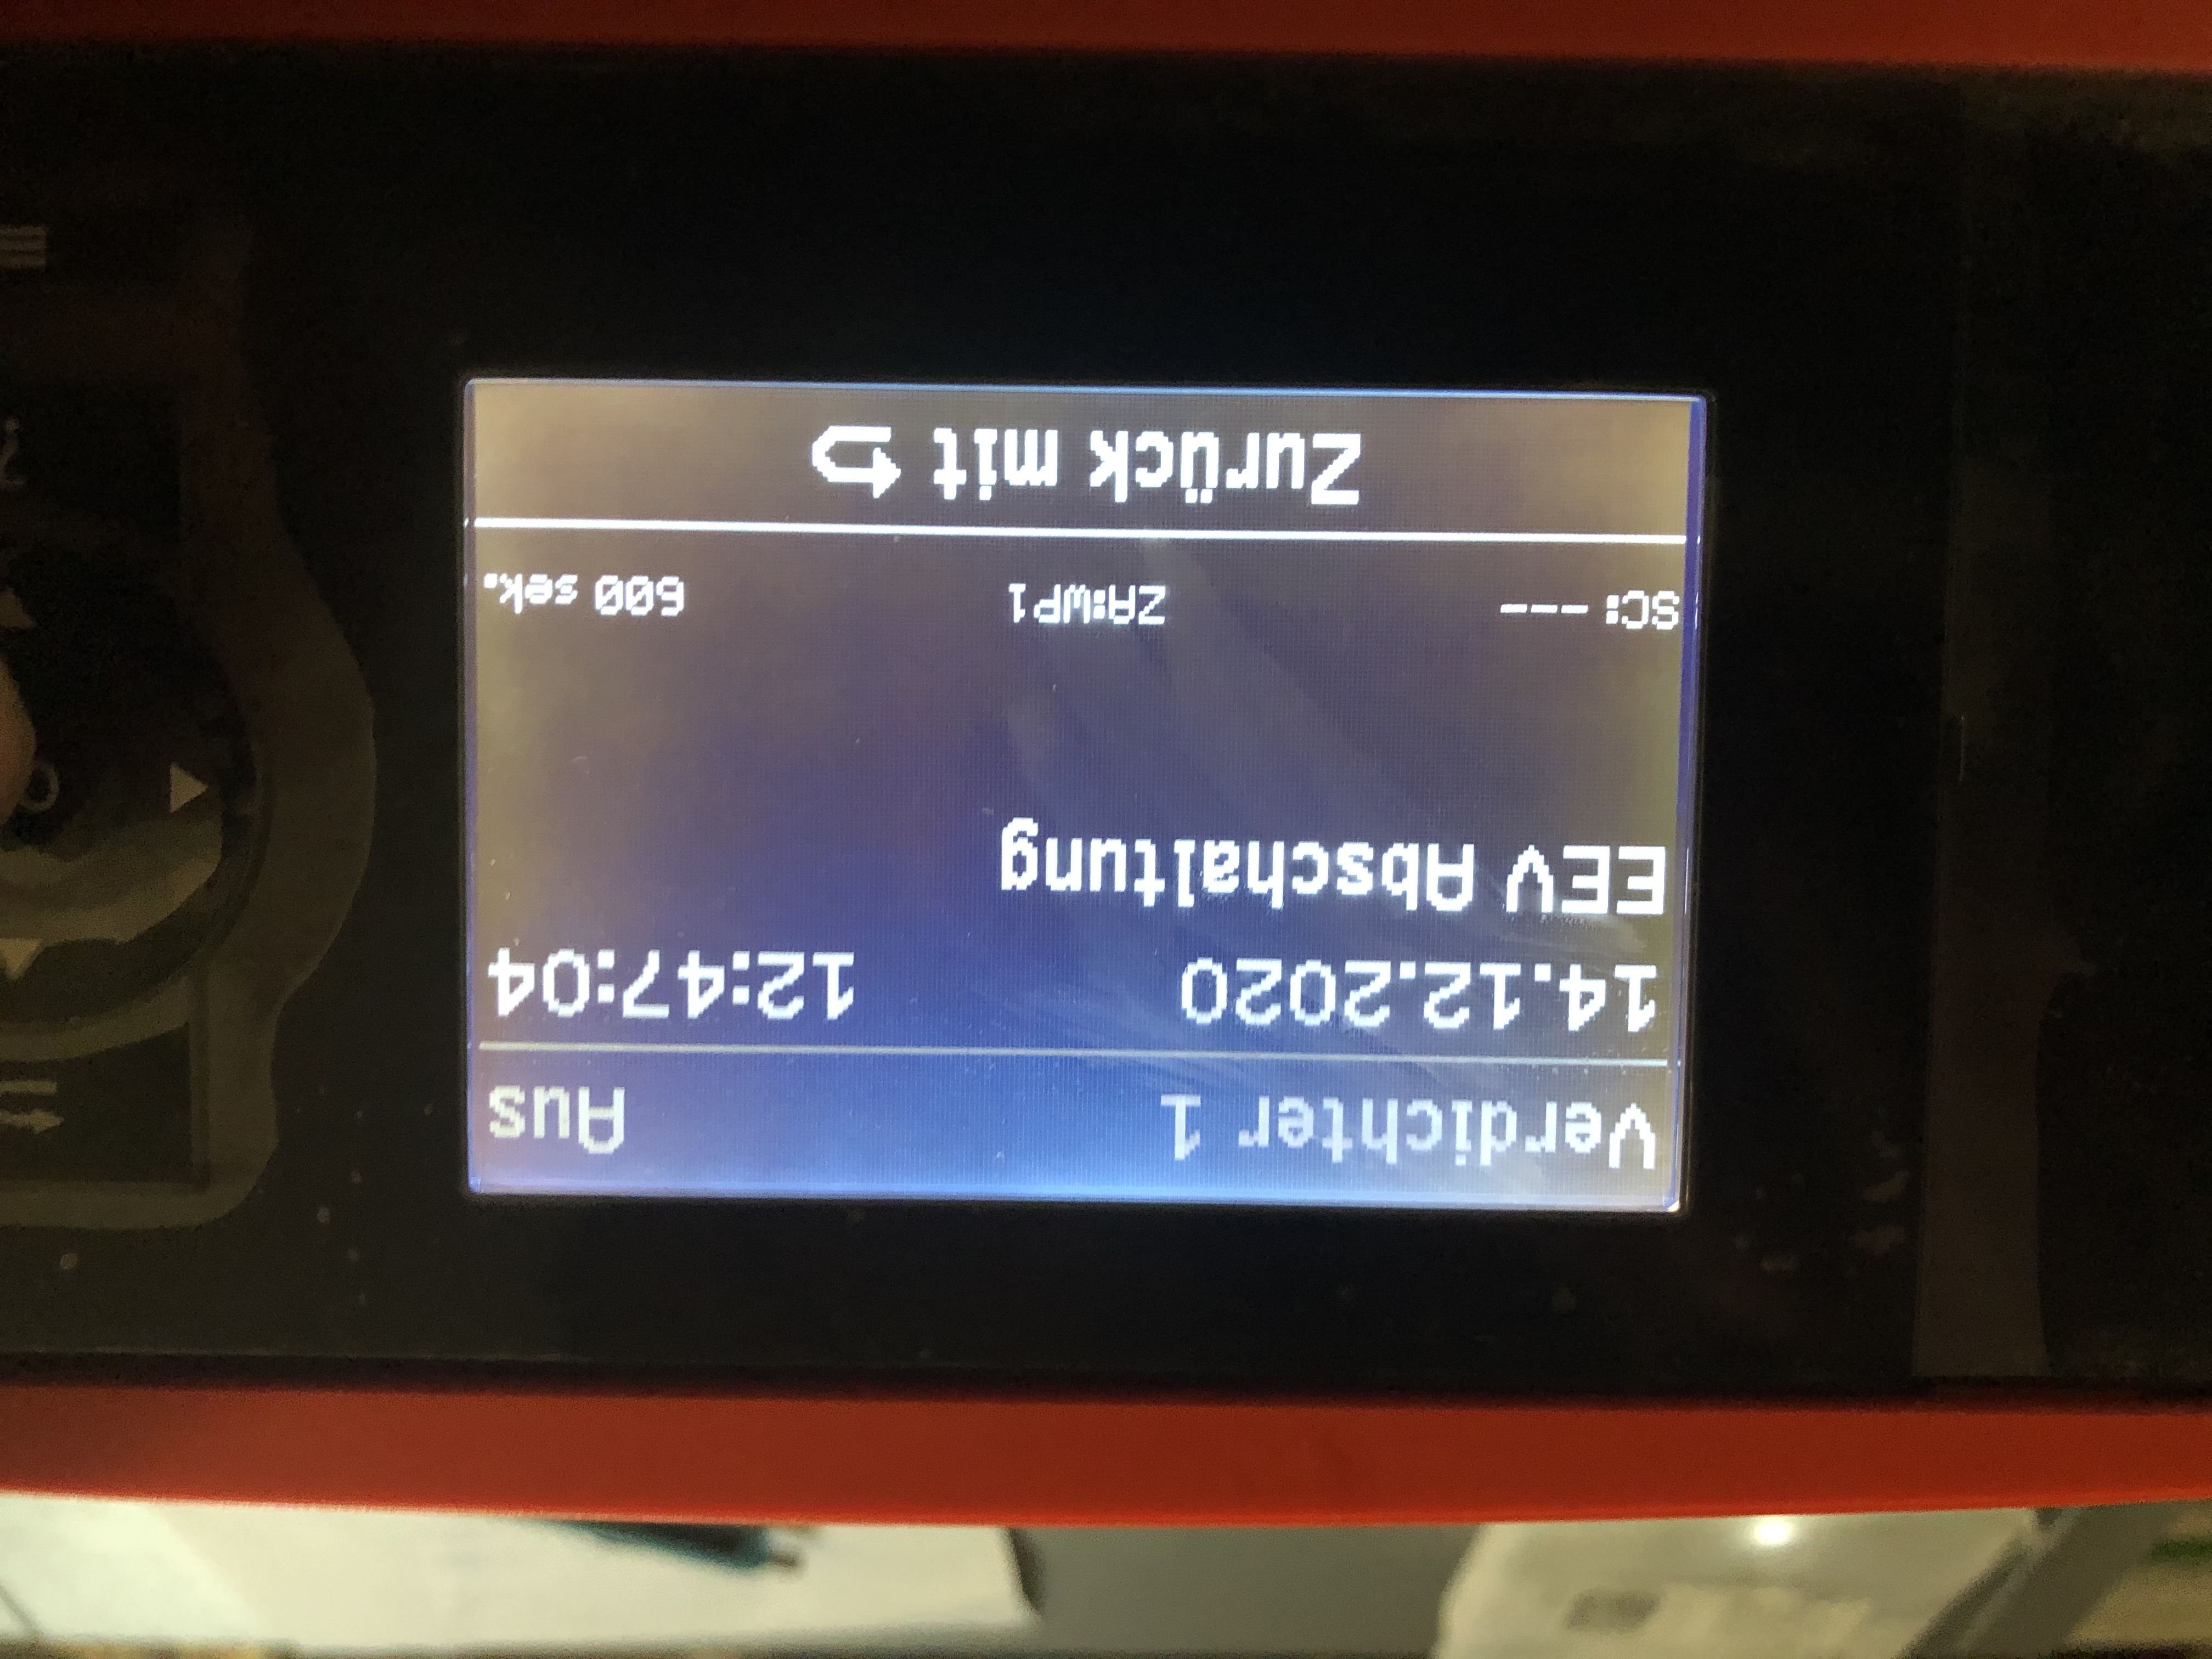 Verdichter 1 Aus
14.12.2020 12:47:04
EEV Abschaltung
SC: --- ZA:WP1 600 sek.
Zurück mit